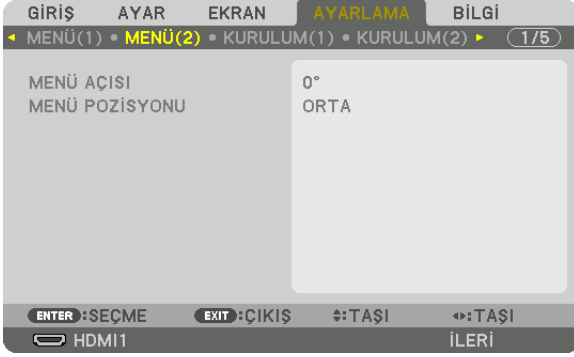 GİRİŞ AYAR EKRAN AYARLAMA BİLGİ
MENÜ(1) • MENÜ(2) • KURULUM(1) • KURULUM(2) 1/5
MENÜ AÇISI 0°
MENÜ POZİSYONU ORTA
ENTER :SEÇME EXIT :ÇIKIŞ :TAŞI :TAŞI
HDMI1 İLERİ